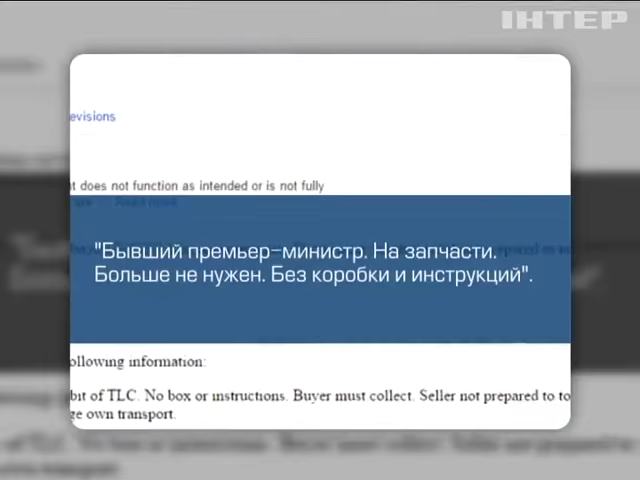 ІНТЕР
evisions
t does not function as intended or is not fully
"Бывший премьер-министр. На запчасти.
Больше не нужен. Без коробки и инструкций".
ollowing information:
bit of TLC. No box or instructions. Buyer must collect. Seller not prepared to to
ge own transport.